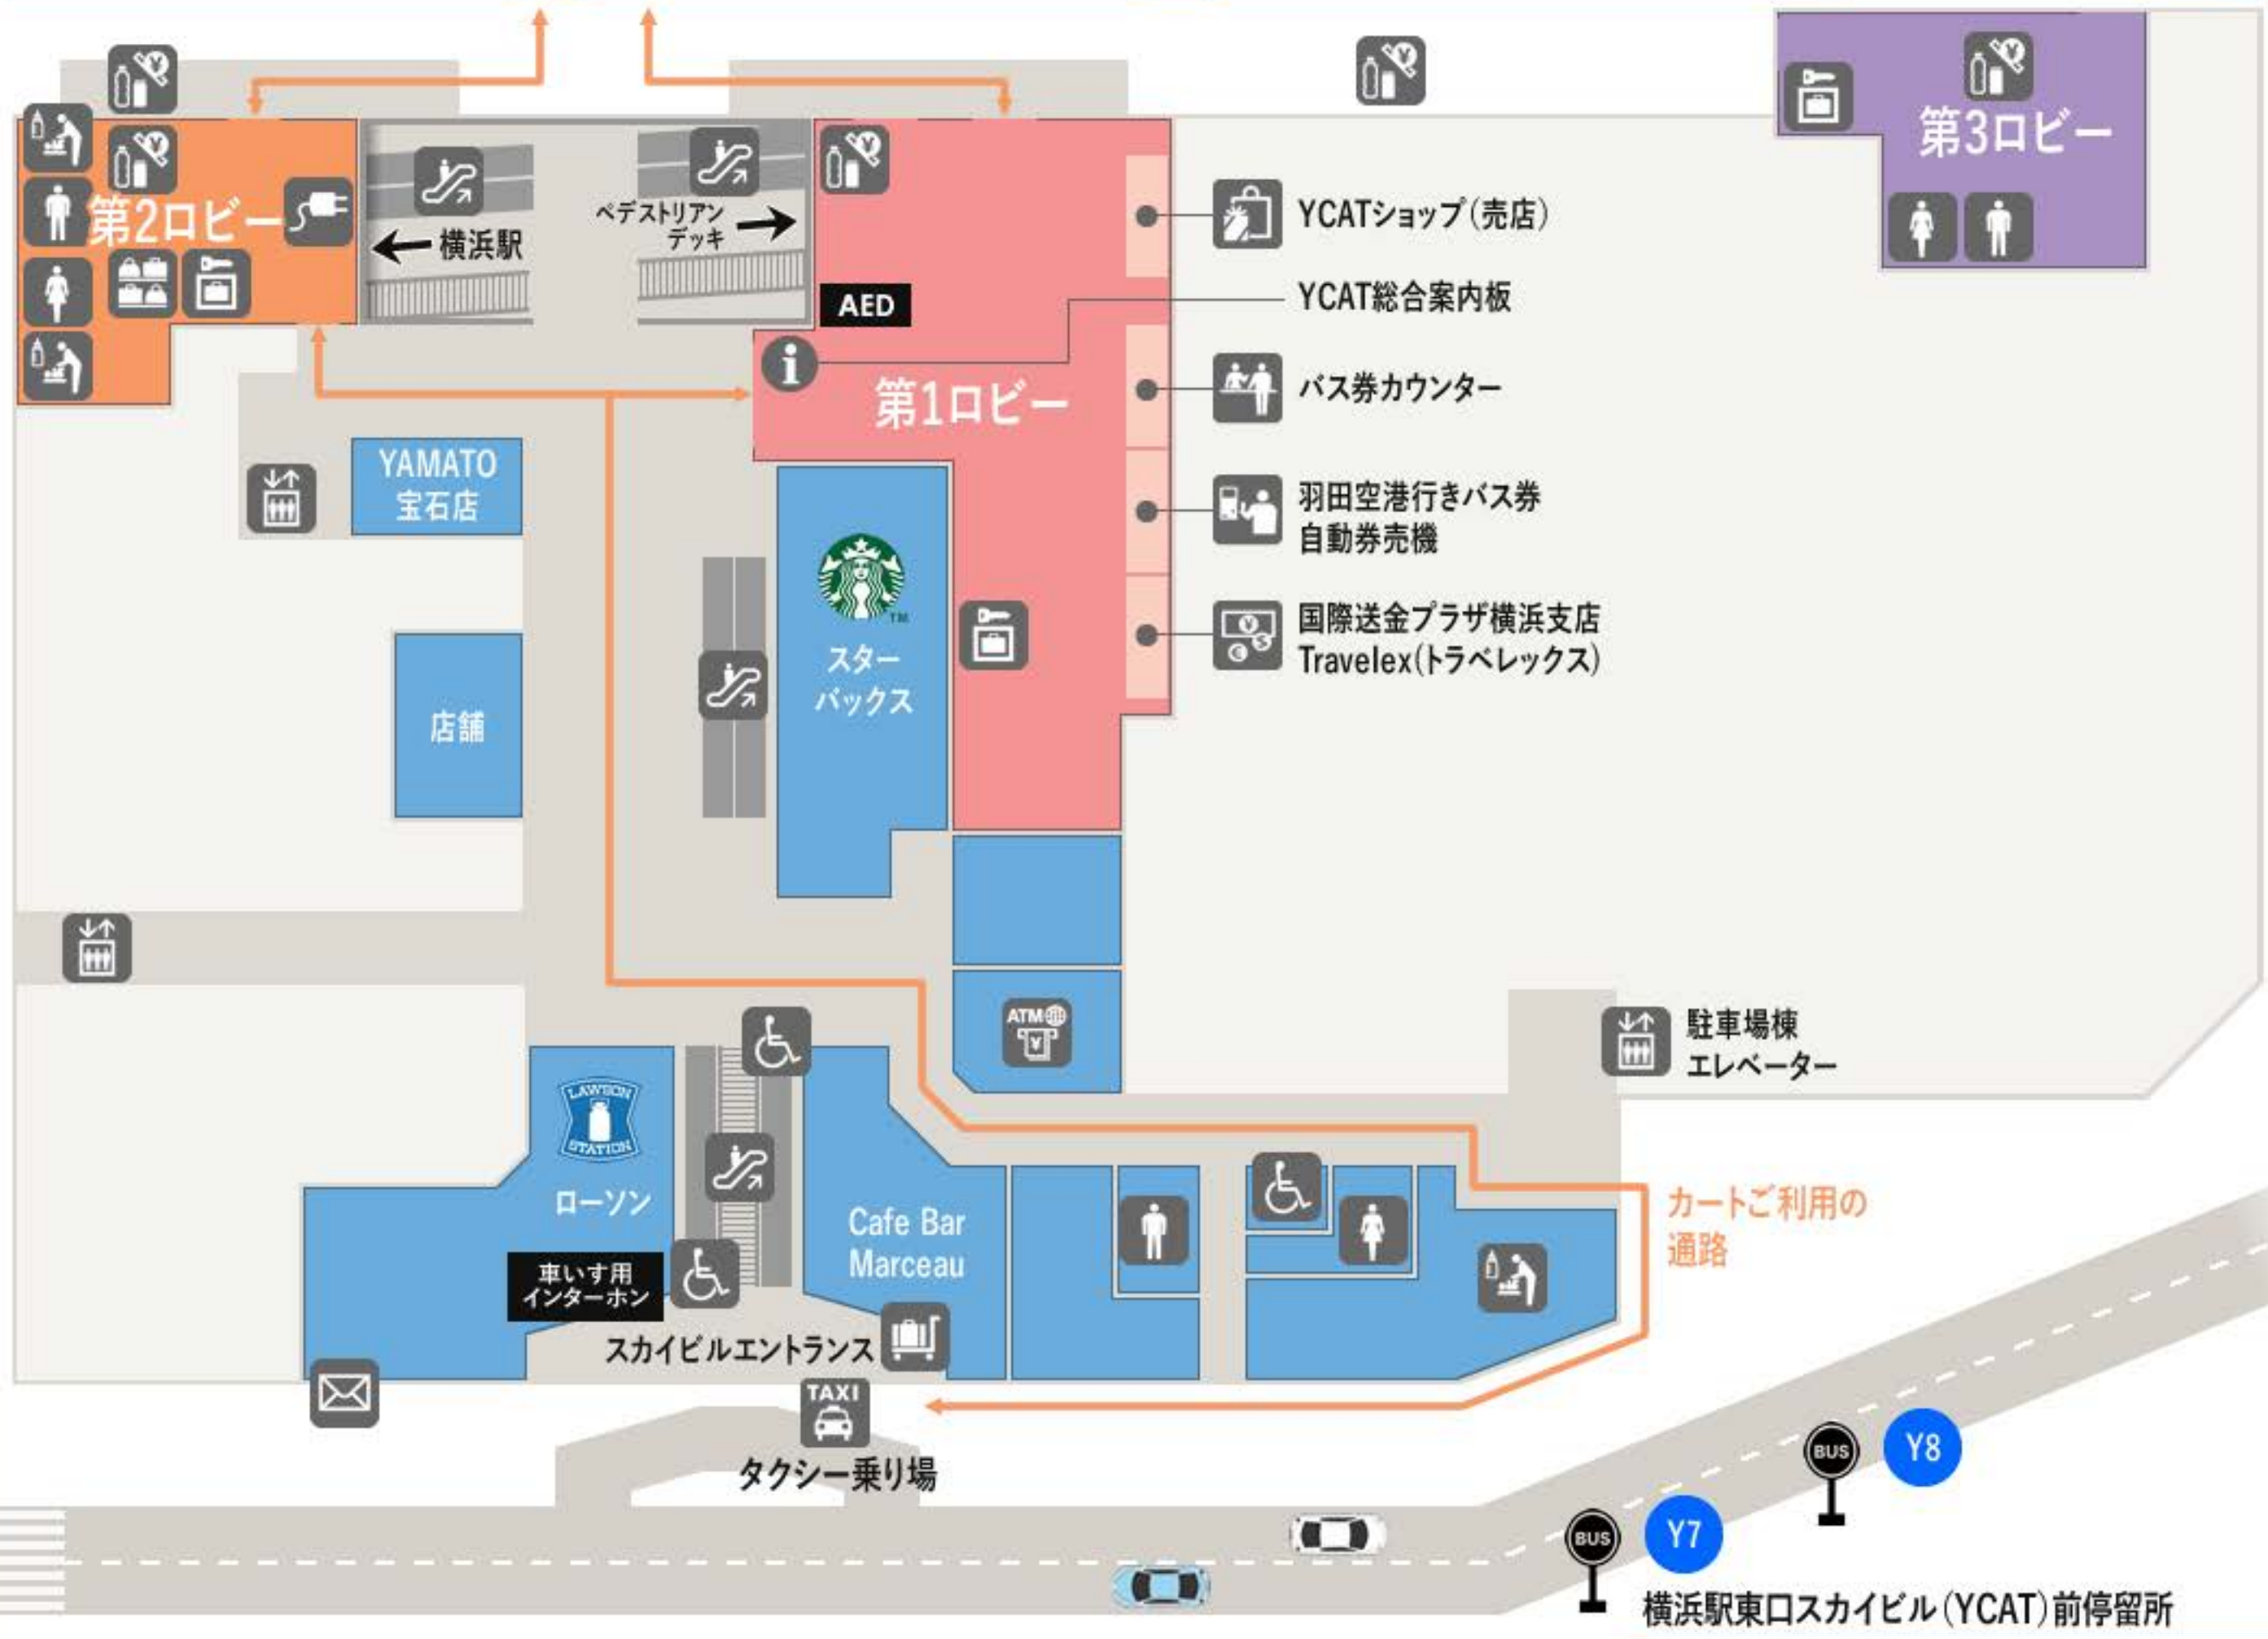 第3ロビー
第2ロビー
横浜駅
ペデストリアン
デッキ
AED
第1ロビー
YCATショップ(売店)
YCAT総合案内板
バス券カウンター
羽田空港行きバス券
自動券売機
国際送金プラザ横浜支店
Travelex(トラベレックス)
YAMATO
宝石店
TM
スター
バックス
店舗
ATM
駐車場棟
エレベーター
LAWSON
STATION
ローソン
Cafe Bar
Marceau
車いす用
インターホン
スカイビルエントランス
カートご利用の
通路
TAXI
タクシー乗り場
BUS
Y8
BUS
Y7
横浜駅東口スカイビル(YCAT)前停留所